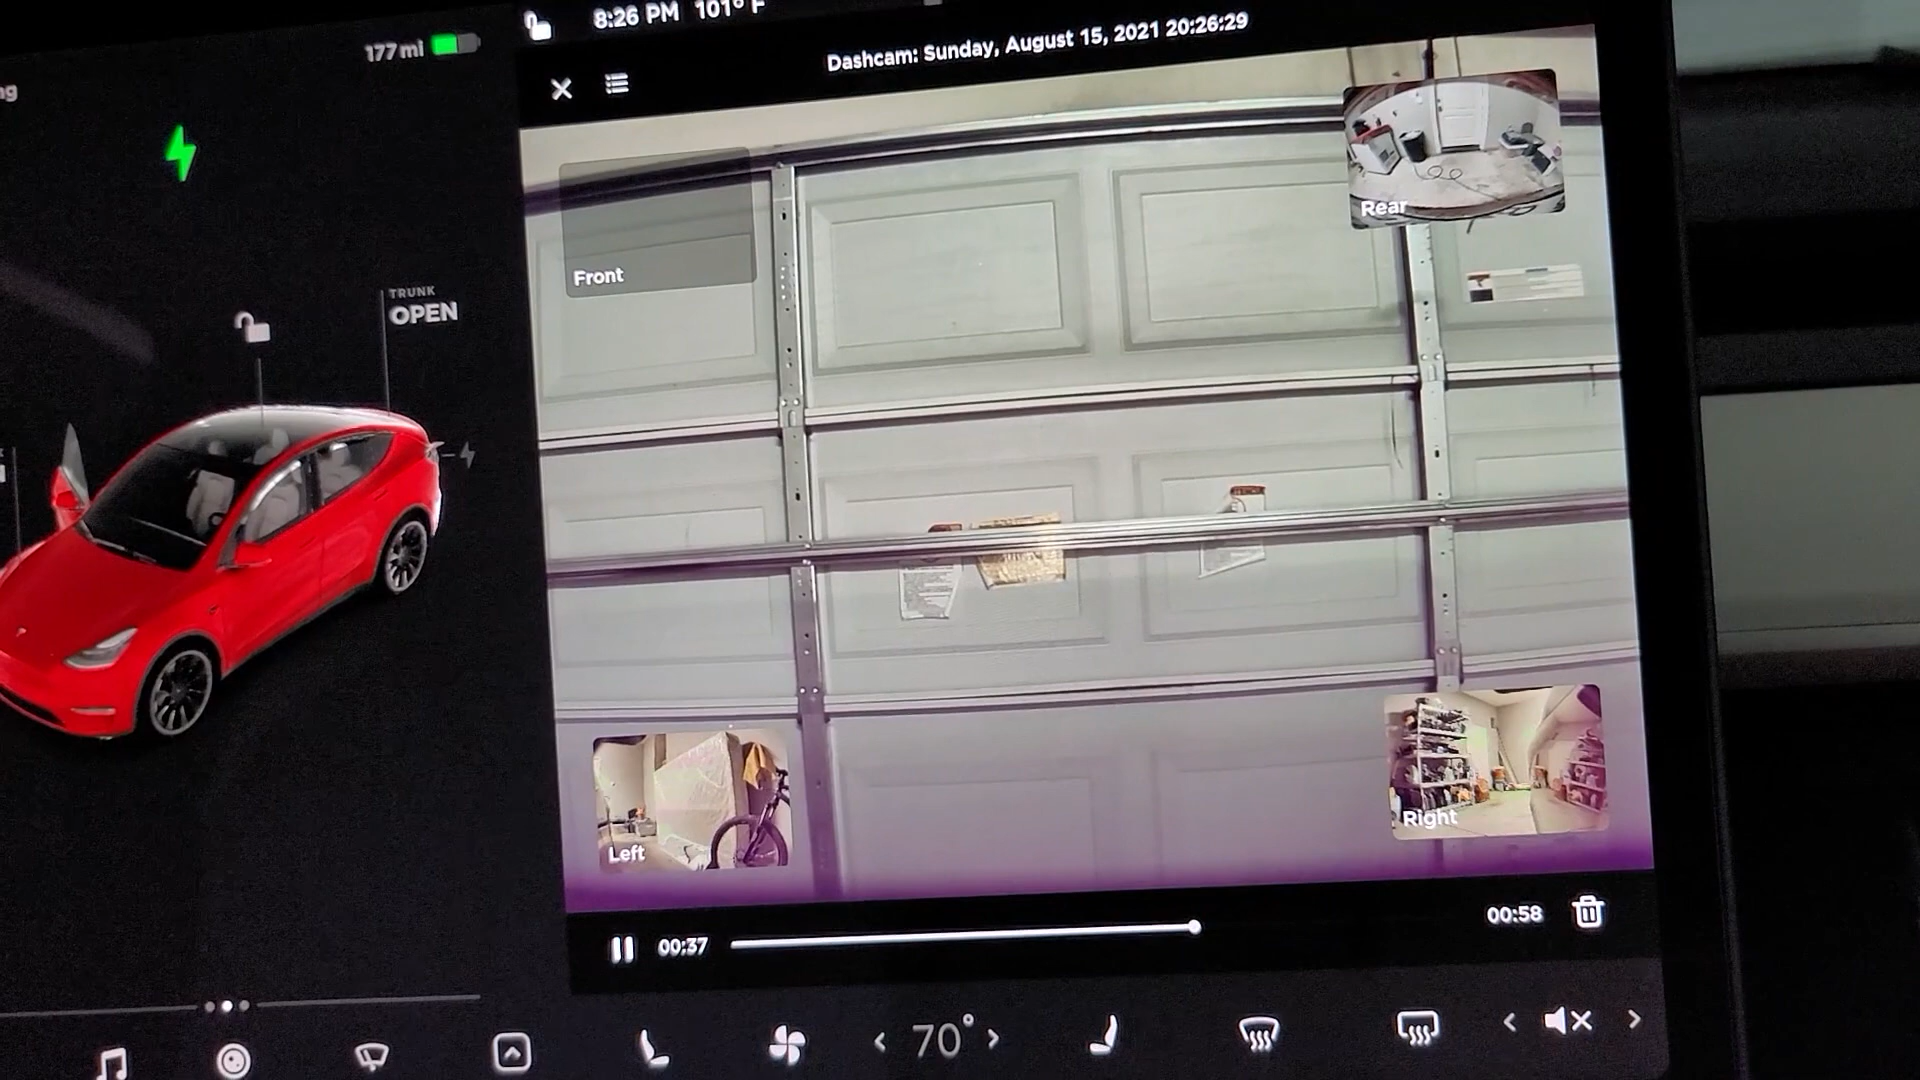 8:26 PM 101° F
177 mi
Dashcam: Sunday, August 15, 2021 20:26:29
ng
Rear
Front
TRUNK
OPEN
Left
Right
00:37
00:58
70°